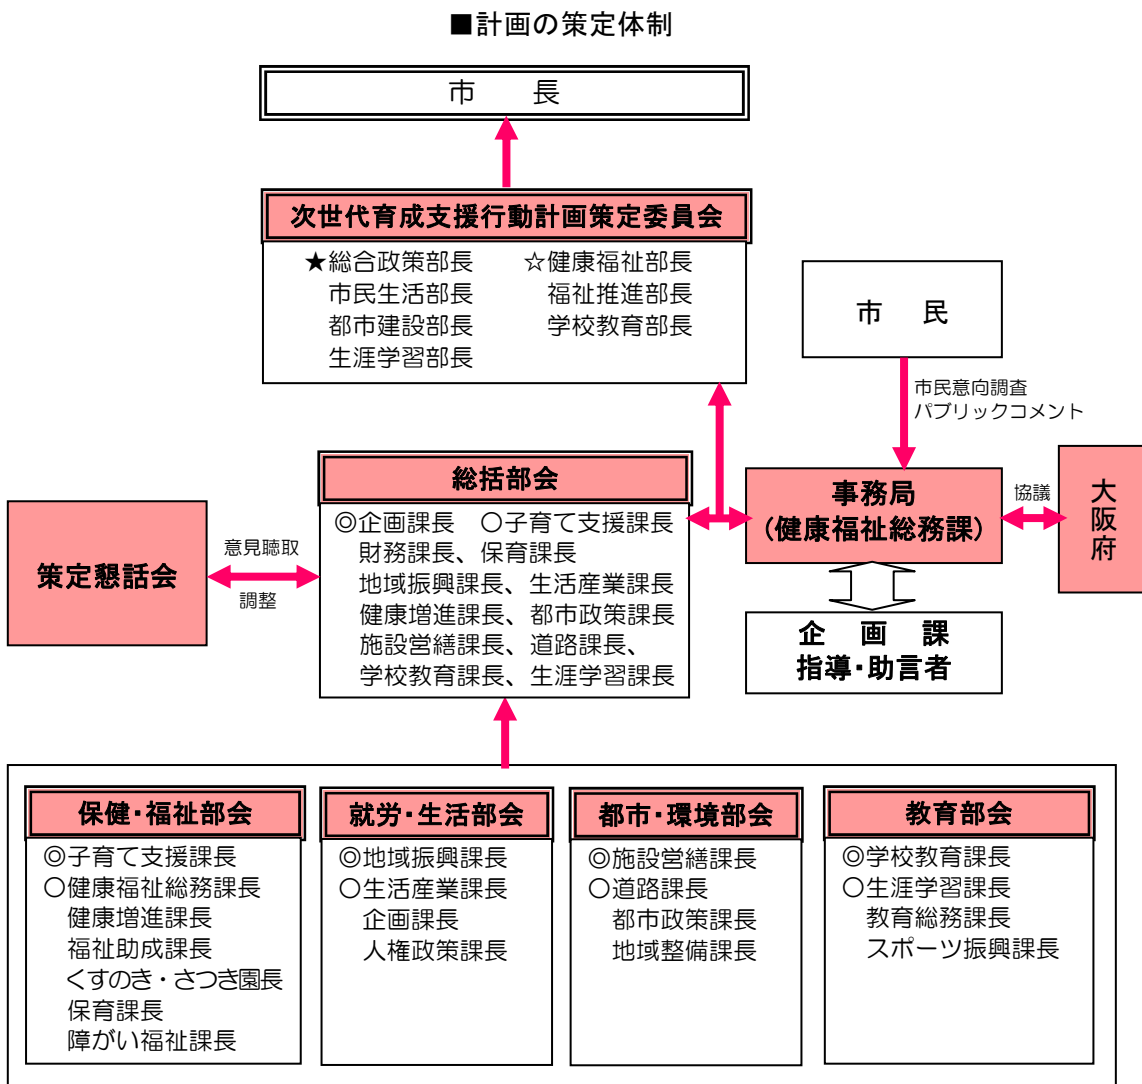 ■計画の策定体制
市　長
次世代育成支援行動計画策定委員会
★総合政策部長　☆健康福祉部長
市民生活部長　福祉推進部長
都市建設部長　学校教育部長
生涯学習部長
市　民
市民意向調査
パブリックコメント
総括部会
◎企画課長　○子育て支援課長
財務課長、保育課長
地域振興課長、生活産業課長
健康増進課長、都市政策課長
施設営繕課長、道路課長、
学校教育課長、生涯学習課長
事務局
(健康福祉総務課)
協議
大阪府
策定懇話会
意見聴取
調整
企　画　課
指導・助言者
保健・福祉部会
◎子育て支援課長
○健康福祉総務課長
健康増進課長
福祉助成課長
くすのき・さつき園長
保育課長
障がい福祉課長
就労・生活部会
◎地域振興課長
○生活産業課長
企画課長
人権政策課長
都市・環境部会
◎施設営繕課長
○道路課長
都市政策課長
地域整備課長
教育部会
◎学校教育課長
○生涯学習課長
教育総務課長
スポーツ振興課長